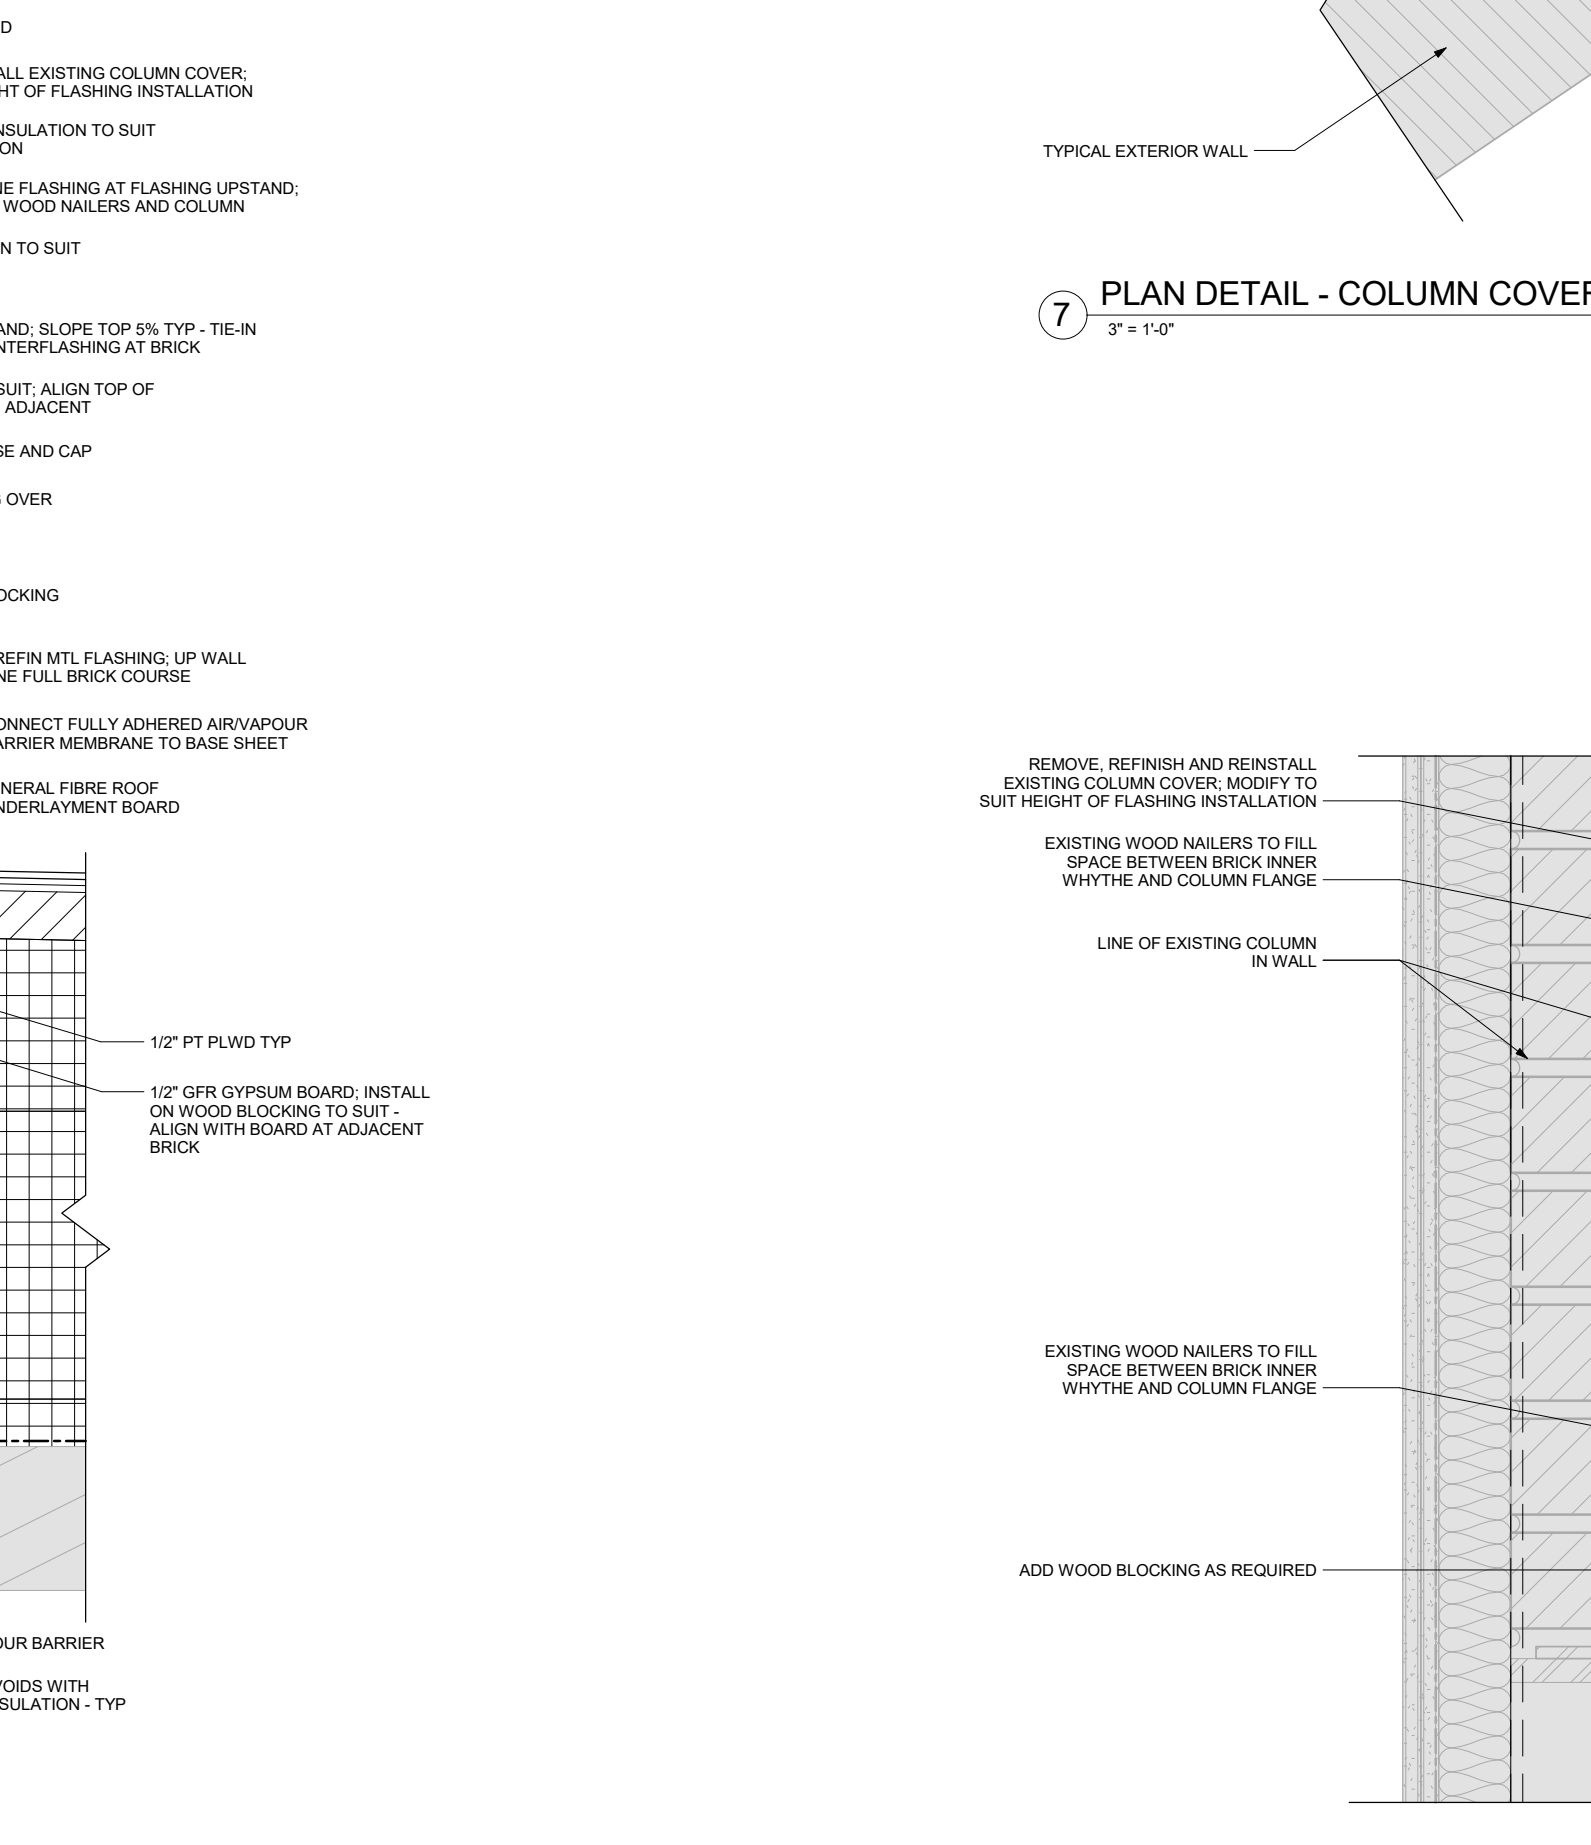 D
ALL EXISTING COLUMN COVER;
HT OF FLASHING INSTALLATION
NSULATION TO SUIT
ON
NE FLASHING AT FLASHING UPSTAND;
WOOD NAILERS AND COLUMN
N TO SUIT
AND; SLOPE TOP 5% TYP - TIE-IN
NTERFLASHING AT BRICK
SUIT; ALIGN TOP OF
ADJACENT
SE AND CAP
G OVER
OCKING
REFIN MTL FLASHING; UP WALL
NE FULL BRICK COURSE
ONNECT FULLY ADHERED AIR/VAPOUR
ARRIER MEMBRANE TO BASE SHEET
NERAL FIBRE ROOF
NDERLAYMENT BOARD
1/2" PT PLWD TYP
1/2" GFR GYPSUM BOARD; INSTALL
ON WOOD BLOCKING TO SUIT -
ALIGN WITH BOARD AT ADJACENT
BRICK
OUR BARRIER
VOIDS WITH
SULATION - TYP
TYPICAL EXTERIOR WALL
7 PLAN DETAIL - COLUMN COVER
3" = 1'-0"
REMOVE, REFINISH AND REINSTALL
EXISTING COLUMN COVER; MODIFY TO
SUIT HEIGHT OF FLASHING INSTALLATION
EXISTING WOOD NAILERS TO FILL
SPACE BETWEEN BRICK INNER
WHYTHE AND COLUMN FLANGE
LINE OF EXISTING COLUMN
IN WALL
EXISTING WOOD NAILERS TO FILL
SPACE BETWEEN BRICK INNER
WHYTHE AND COLUMN FLANGE
ADD WOOD BLOCKING AS REQUIRED